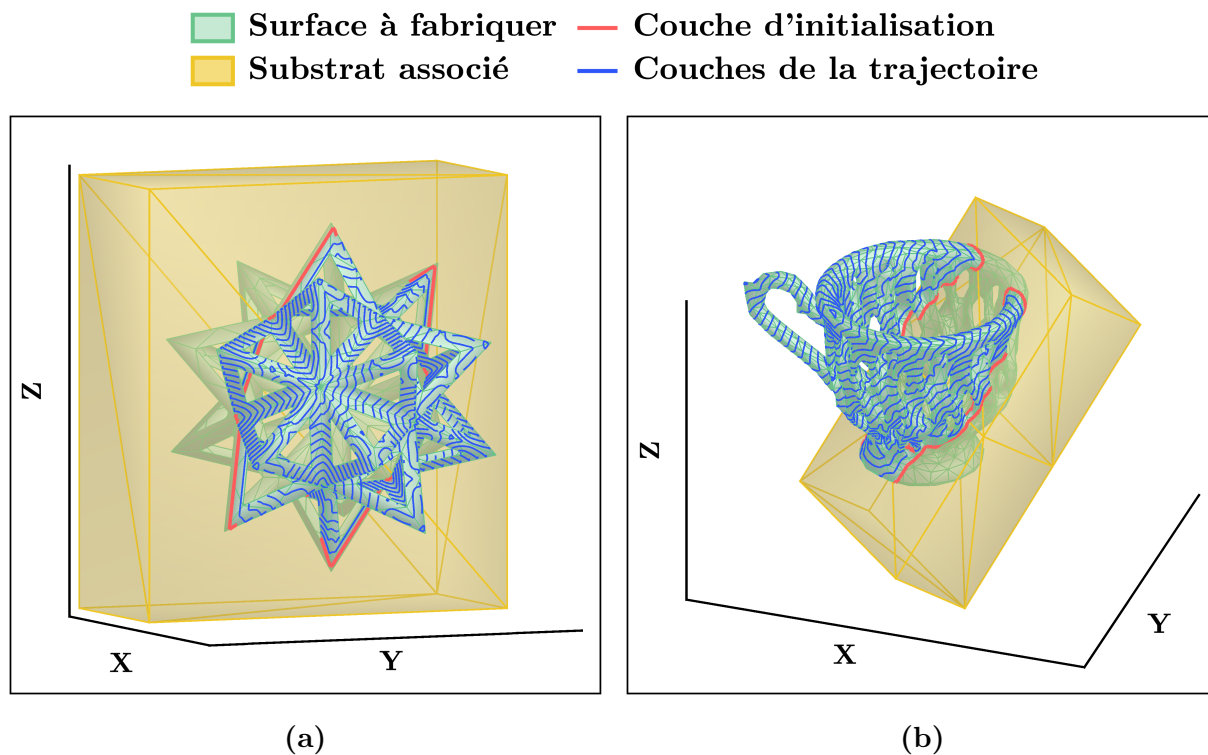 Surface à fabriquer
Couche d'initialisation
Substrat associé
Couches de la trajectoire
Z
X
Y
Z
X
Y
(a)
(b)